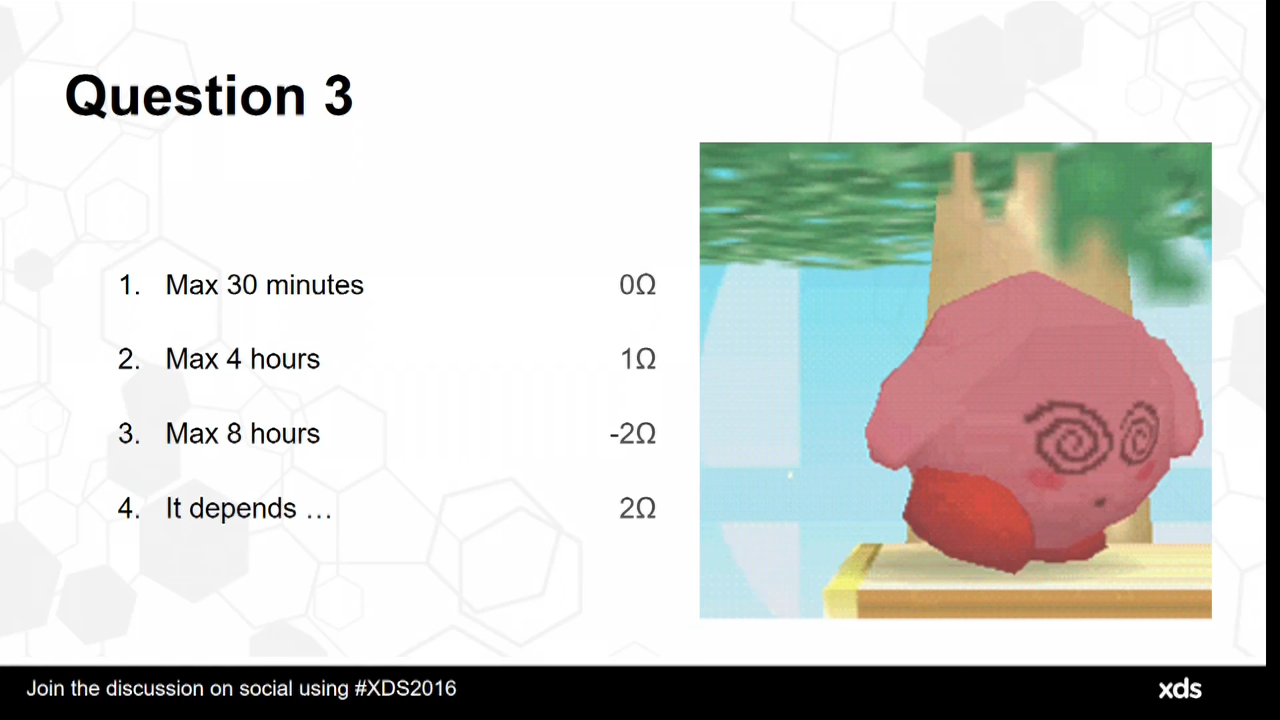 Question 3
1. Max 30 minutes 0Ω
2. Max 4 hours 1Ω
3. Max 8 hours -2Ω
4. It depends … 2Ω
Join the discussion on social using #XDS2016
xds